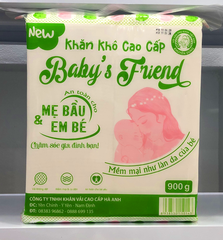 New
Khăn Khô Cao Cấp
Baby's Friend
An toàn cho
MẸ BẦU
& EM BÉ
Chăm sóc gia đình bạn!
Mềm mại như làn da của bé
900 g
CÔNG TY TNHH KHĂN VẢI CAO CẤP HÀ ANH